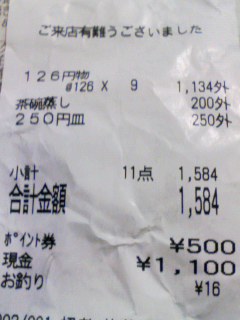 ご来店有難うございました
126円物
@126 X 9 1,134外
茶碗蒸し 200外
250円皿 250外
小計 11点 1,584
合計金額 1,584
ポイント券 ¥500
現金 ¥1,100
お釣り ¥16